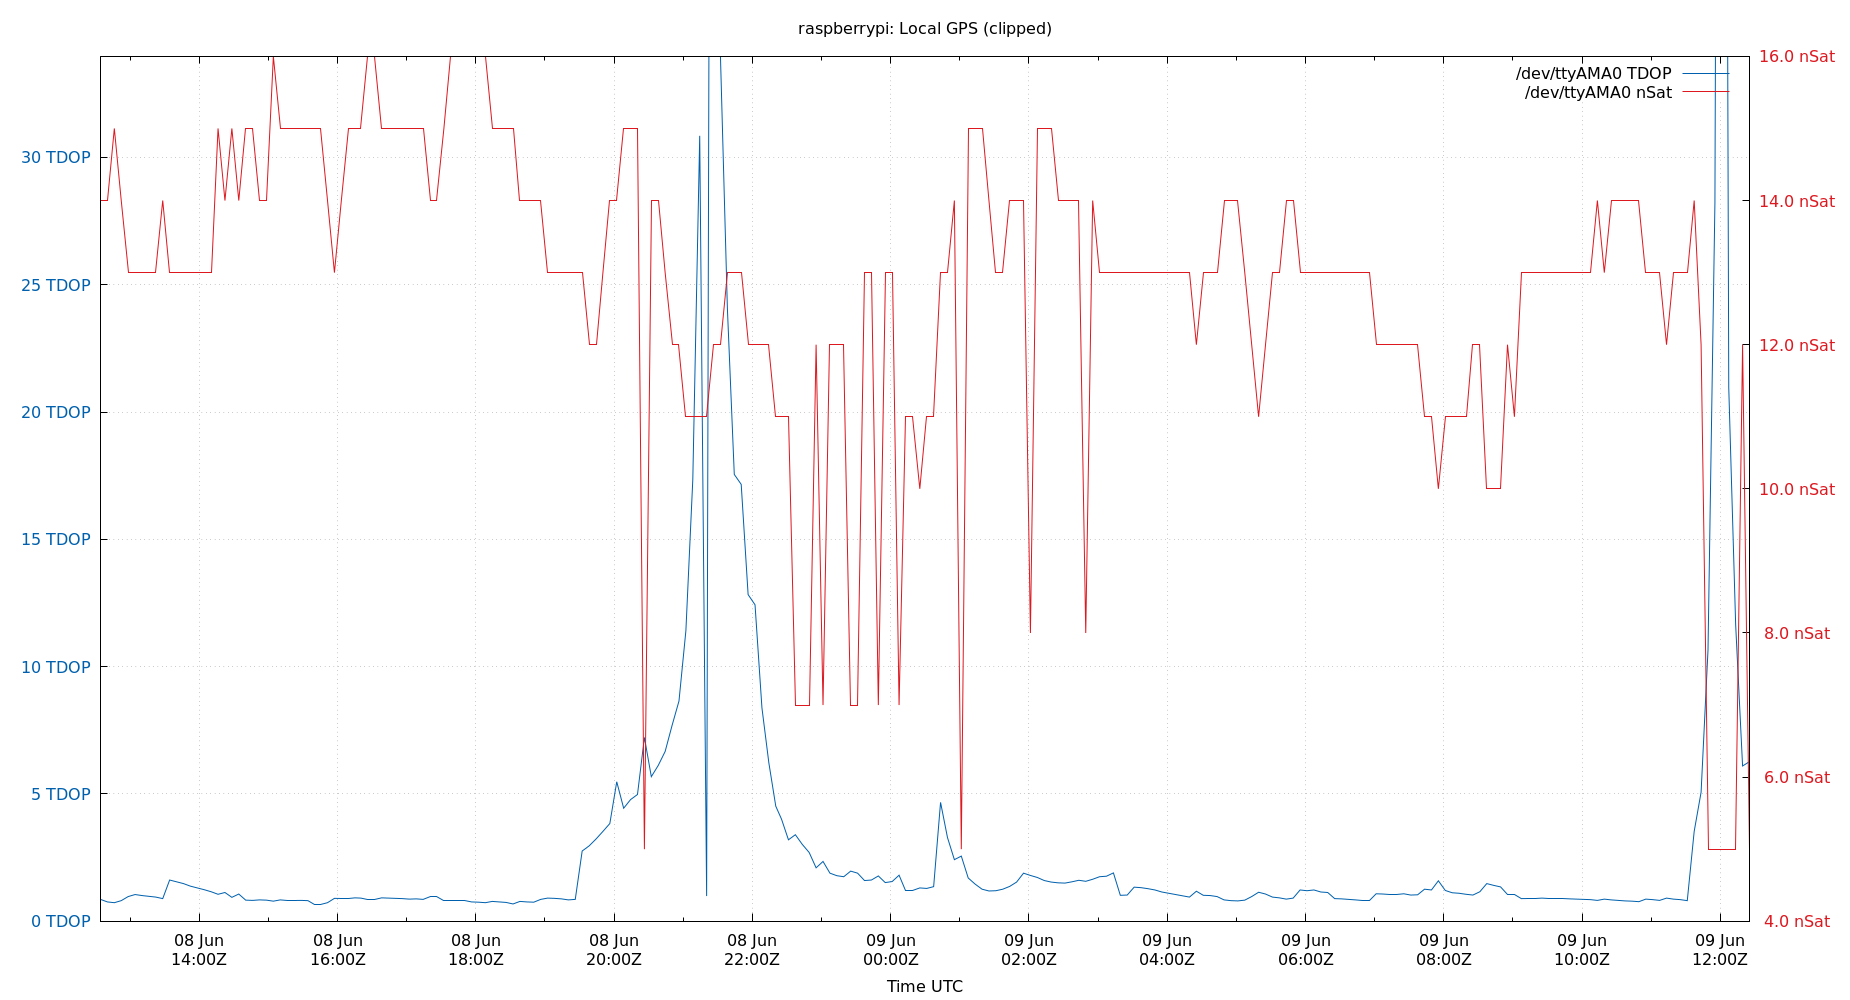 raspberrypi: Local GPS (clipped)
/dev/ttyAMA0 TDOP
/dev/ttyAMA0 nSat
30 TDOP
25 TDOP
20 TDOP
15 TDOP
10 TDOP
5 TDOP
0 TDOP
16.0 nSat
14.0 nSat
12.0 nSat
10.0 nSat
8.0 nSat
6.0 nSat
4.0 nSat
08 Jun
14:00Z
08 Jun
16:00Z
08 Jun
18:00Z
08 Jun
20:00Z
08 Jun
22:00Z
09 Jun
00:00Z
09 Jun
02:00Z
09 Jun
04:00Z
09 Jun
06:00Z
09 Jun
08:00Z
09 Jun
10:00Z
09 Jun
12:00Z
Time UTC